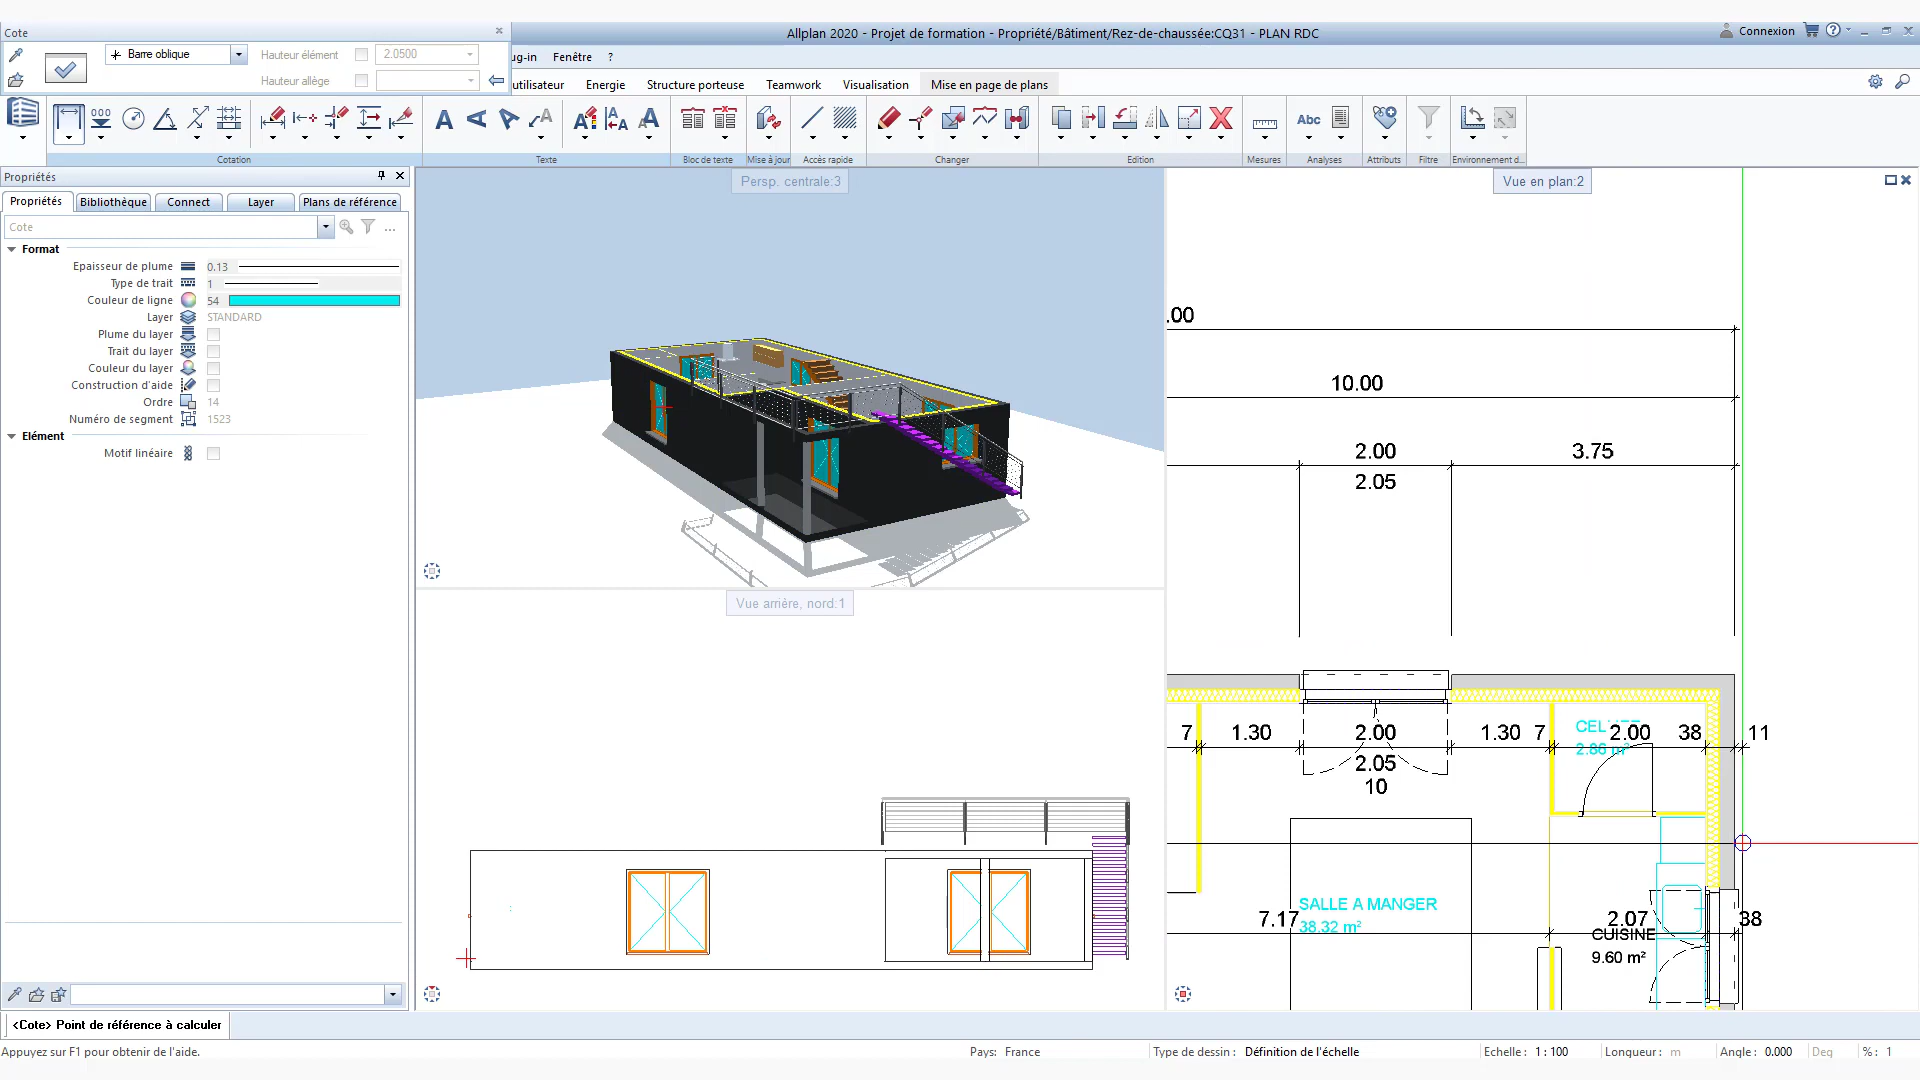 Cote
Allplan 2020 - Projet de formation - Propriété/Bâtiment/Rez-de-chaussée:CQ31 - PLAN RDC
Connexion
Barre oblique
Hauteur élément
2.0500
Hauteur allège
ug-in
Fenêtre
?
utilisateur
Energie
Structure porteuse
Teamwork
Visualisation
Mise en page de plans
Abc
Cotation
Texte
Bloc de texte
Mise à jour
Accès rapide
Changer
Edition
Mesures
Analyses
Attributs
Filtre
Environnement d...
Propriétés
Propriétés
Bibliothèque
Connect
Layer
Plans de référence
Cote
...
Format
Epaisseur de plume
0.13
Type de trait
1
Couleur de ligne
54
Layer
STANDARD
Plume du layer
Trait du layer
Couleur du layer
Construction d'aide
Ordre
14
Numéro de segment
1523
Elément
Motif linéaire
Persp. centrale:3
Vue arrière, nord:1
Vue en plan:2
.00
10.00
2.00
3.75
2.05
7
1.30
2.00
1.30
7
2.00
38
11
2.86 m²
2.05
10
SALLE A MANGER
38.32 m²
7.17
2.07
38
CUISINE
9.60 m²
<Cote> Point de référence à calculer
Appuyez sur F1 pour obtenir de l'aide.
Pays: France
Type de dessin : Définition de l'échelle
Echelle : 1 : 100
Longueur : m
Angle : 0.000
Deg
% : 1